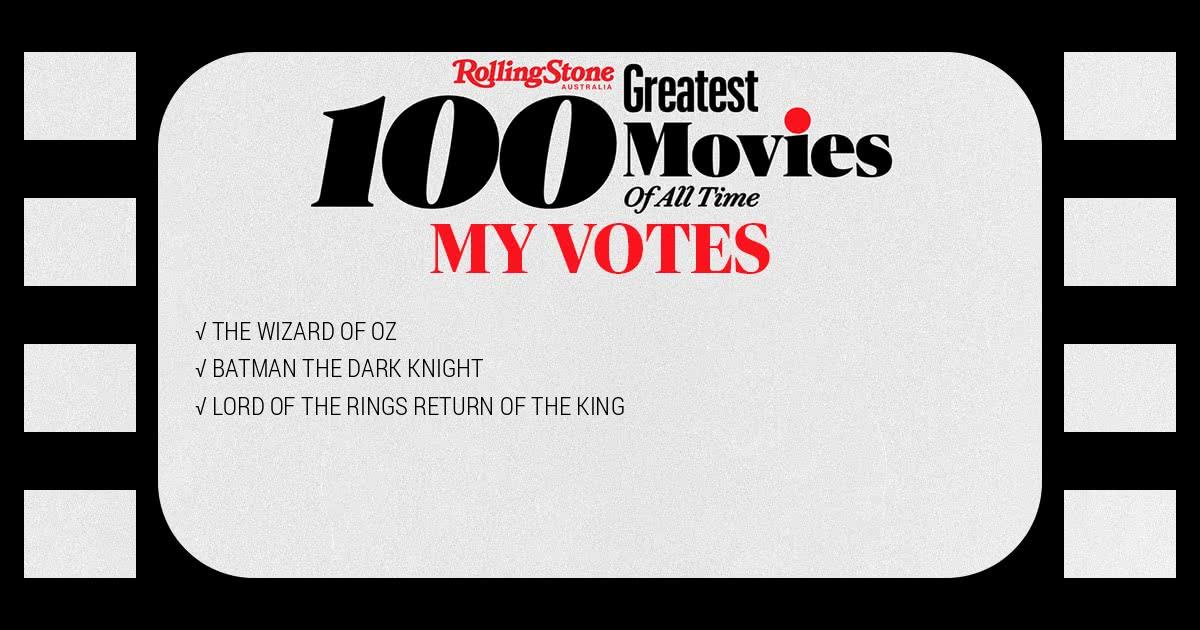 RollingStone
AUSTRALIA
100 Greatest
Movies
Of All Time
MY VOTES
√ THE WIZARD OF OZ
√ BATMAN THE DARK KNIGHT
√ LORD OF THE RINGS RETURN OF THE KING